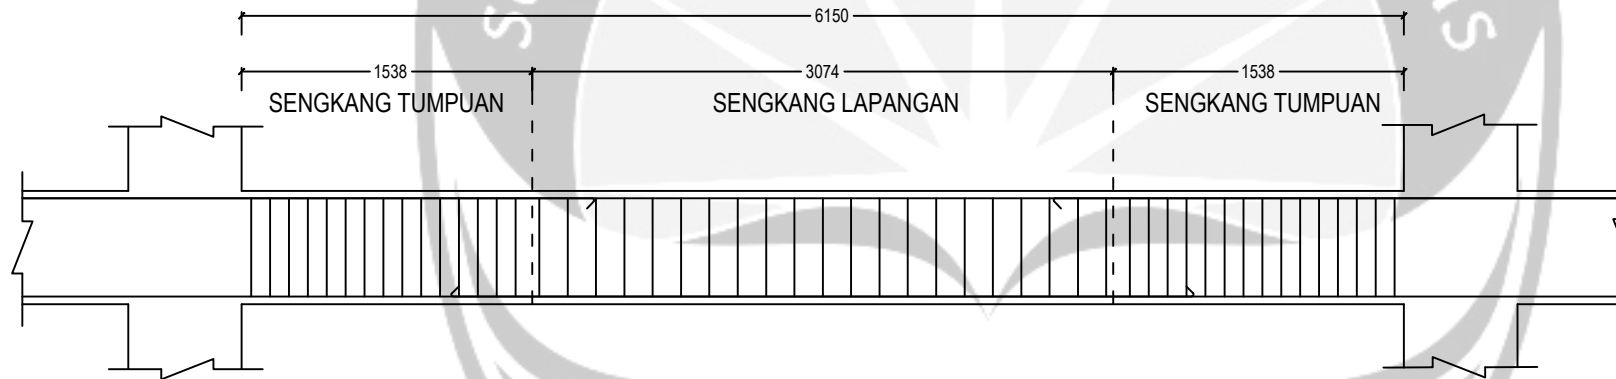 6150
1538
3074
1538
SENGKANG TUMPUAN
SENGKANG LAPANGAN
SENGKANG TUMPUAN